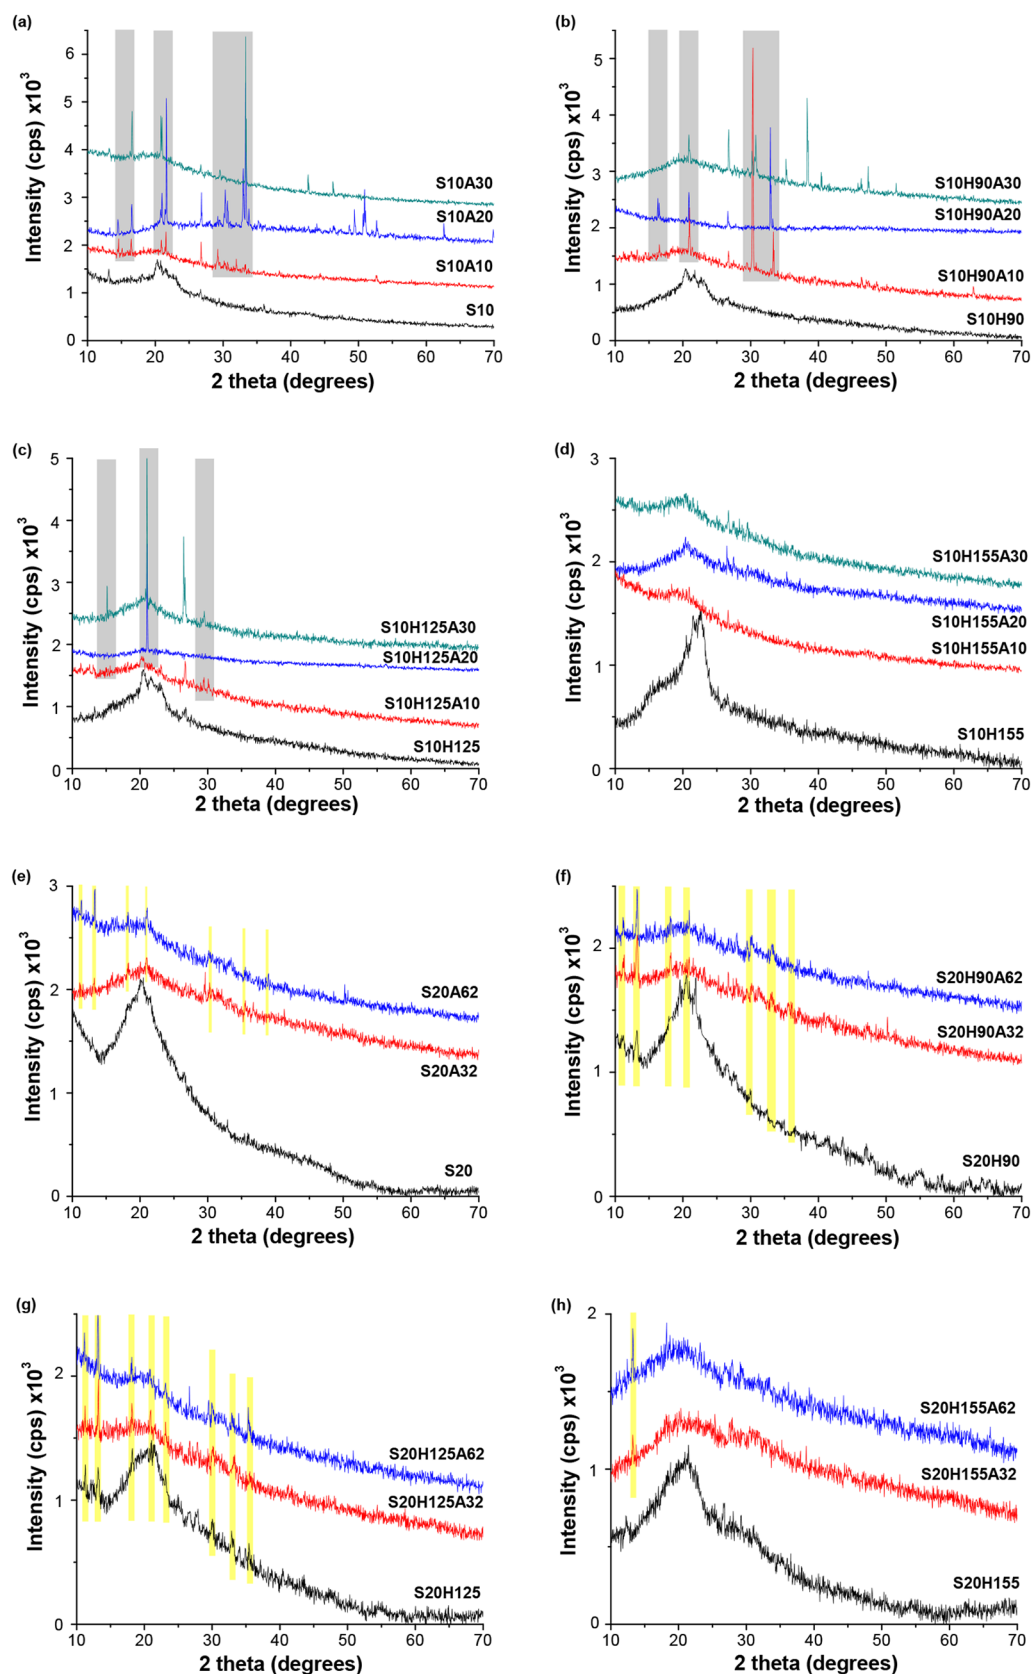 (a)
Intensity (cps) x10³
6
5
4
3
2
1
0
S10A30
S10A20
S10A10
S10
10 20 30 40 50 60 70
2 theta (degrees)
(b)
Intensity (cps) x10³
5
4
3
2
1
0
S10H90A30
S10H90A20
S10H90A10
S10H90
10 20 30 40 50 60 70
2 theta (degrees)
(c)
Intensity (cps) x10³
5
4
3
2
1
0
S10H125A30
S10H125A20
S10H125A10
S10H125
10 20 30 40 50 60 70
2 theta (degrees)
(d)
Intensity (cps) x10³
3
2
1
0
S10H155A30
S10H155A20
S10H155A10
S10H155
10 20 30 40 50 60 70
2 theta (degrees)
(e)
Intensity (cps) x10³
3
2
1
0
S20A62
S20A32
S20
10 20 30 40 50 60 70
2 theta (degrees)
(f)
Intensity (cps) x10³
2
1
0
S20H90A62
S20H90A32
S20H90
10 20 30 40 50 60 70
2 theta (degrees)
(g)
Intensity (cps) x10³
2
1
0
S20H125A62
S20H125A32
S20H125
10 20 30 40 50 60 70
2 theta (degrees)
(h)
Intensity (cps) x10³
2
1
0
S20H155A62
S20H155A32
S20H155
10 20 30 40 50 60 70
2 theta (degrees)